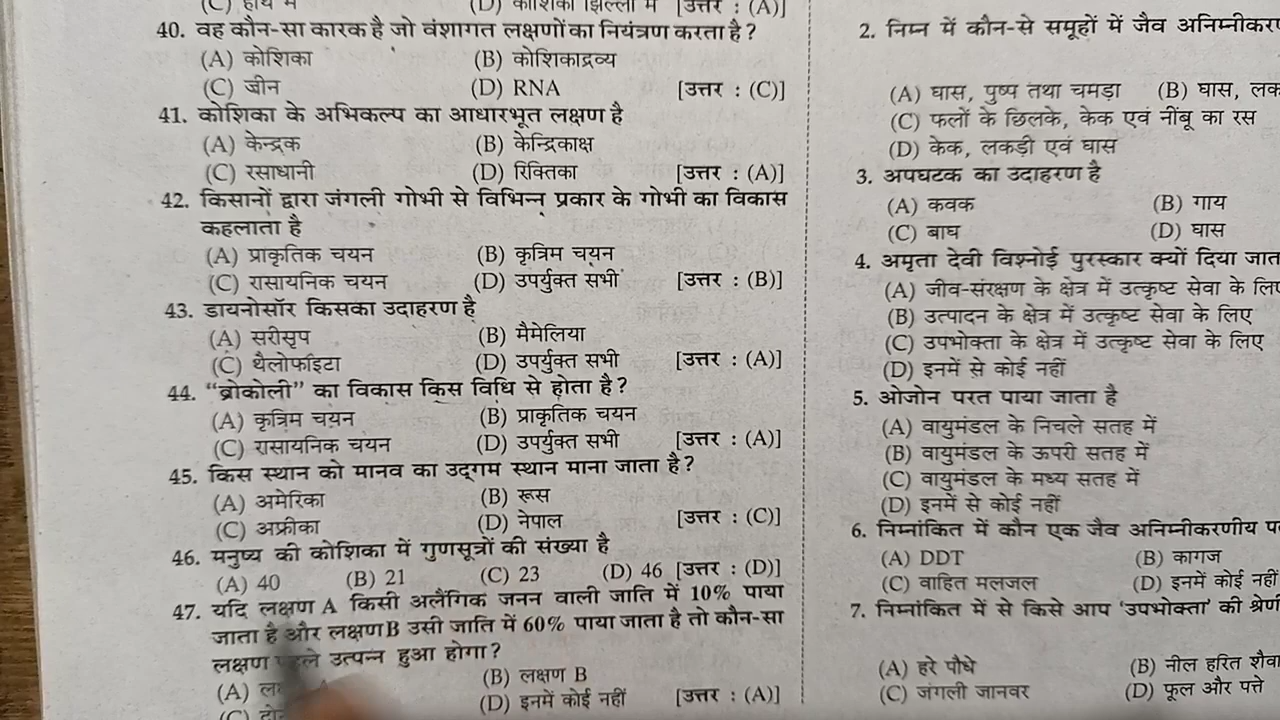 (C) हाथ में (D) कोशिका झिल्ली में [उत्तर : (A)]
40. वह कौन-सा कारक है जो वंशागत लक्षणों का नियंत्रण करता है?
(A) कोशिका (B) कोशिकाद्रव्य
(C) जीन (D) RNA [उत्तर : (C)]
41. कोशिका के अभिकल्प का आधारभूत लक्षण है
(A) केन्द्रक (B) केन्द्रिकाक्ष
(C) रसाधानी (D) रिक्तिका [उत्तर : (A)]
42. किसानों द्वारा जंगली गोभी से विभिन्न प्रकार के गोभी का विकास
कहलाता है
(A) प्राकृतिक चयन (B) कृत्रिम चयन
(C) रासायनिक चयन (D) उपर्युक्त सभी [उत्तर : (B)]
43. डायनोसॉर किसका उदाहरण है
(A) सरीसृप (B) मैमेलिया
(C) थैलोफाइटा (D) उपर्युक्त सभी [उत्तर : (A)]
44. “ब्रोकोली” का विकास किस विधि से होता है?
(A) कृत्रिम चयन (B) प्राकृतिक चयन
(C) रासायनिक चयन (D) उपर्युक्त सभी [उत्तर : (A)]
45. किस स्थान को मानव का उद्गम स्थान माना जाता है?
(A) अमेरिका (B) रूस
(C) अफ्रीका (D) नेपाल [उत्तर : (C)]
46. मनुष्य की कोशिका में गुणसूत्रों की संख्या है
(A) 40 (B) 21 (C) 23 (D) 46 [उत्तर : (D)]
47. यदि लक्षण A किसी अलैंगिक जनन वाली जाति में 10% पाया
जाता है और लक्षण B उसी जाति में 60% पाया जाता है तो कौन-सा
लक्षण पहले उत्पन्न हुआ होगा?
(A) (B) लक्षण B
(C) (D) इनमें कोई नहीं [उत्तर : (A)]
2. निम्न में कौन-से समूहों में जैव
(A) घास, पुष्प तथा चमड़ा (B) घास,
(C) फलों के छिलके, केक एवं नींबू का रस
(D) केक, लकड़ी एवं घास
3. अपघटक का उदाहरण है
(A) कवक (B) गाय
(C) बाघ (D) घास
4. अमृता देवी विश्नोई पुरस्कार क्यों दिया
(A) जीव-संरक्षण के क्षेत्र में उत्कृष्ट सेवा के
(B) उत्पादन के क्षेत्र में उत्कृष्ट सेवा के लिए
(C) उपभोक्ता के क्षेत्र में उत्कृष्ट सेवा के लिए
(D) इनमें से कोई नहीं
5. ओजोन परत पाया जाता है
(A) वायुमंडल के निचले सतह में
(B) वायुमंडल के ऊपरी सतह में
(C) वायुमंडल के मध्य सतह में
(D) इनमें से कोई नहीं
6. निम्नांकित में कौन एक जैव अनिम्नीकरणीय
(A) DDT (B) कागज
(C) वाहित मलजल (D) इनमें कोई नहीं
7. निम्नांकित में से किसे आप ‘उपभोक्ता’ की
(A) हरे पौधे (B) नील हरित
(C) जंगली जानवर (D) फूल और पत्ते